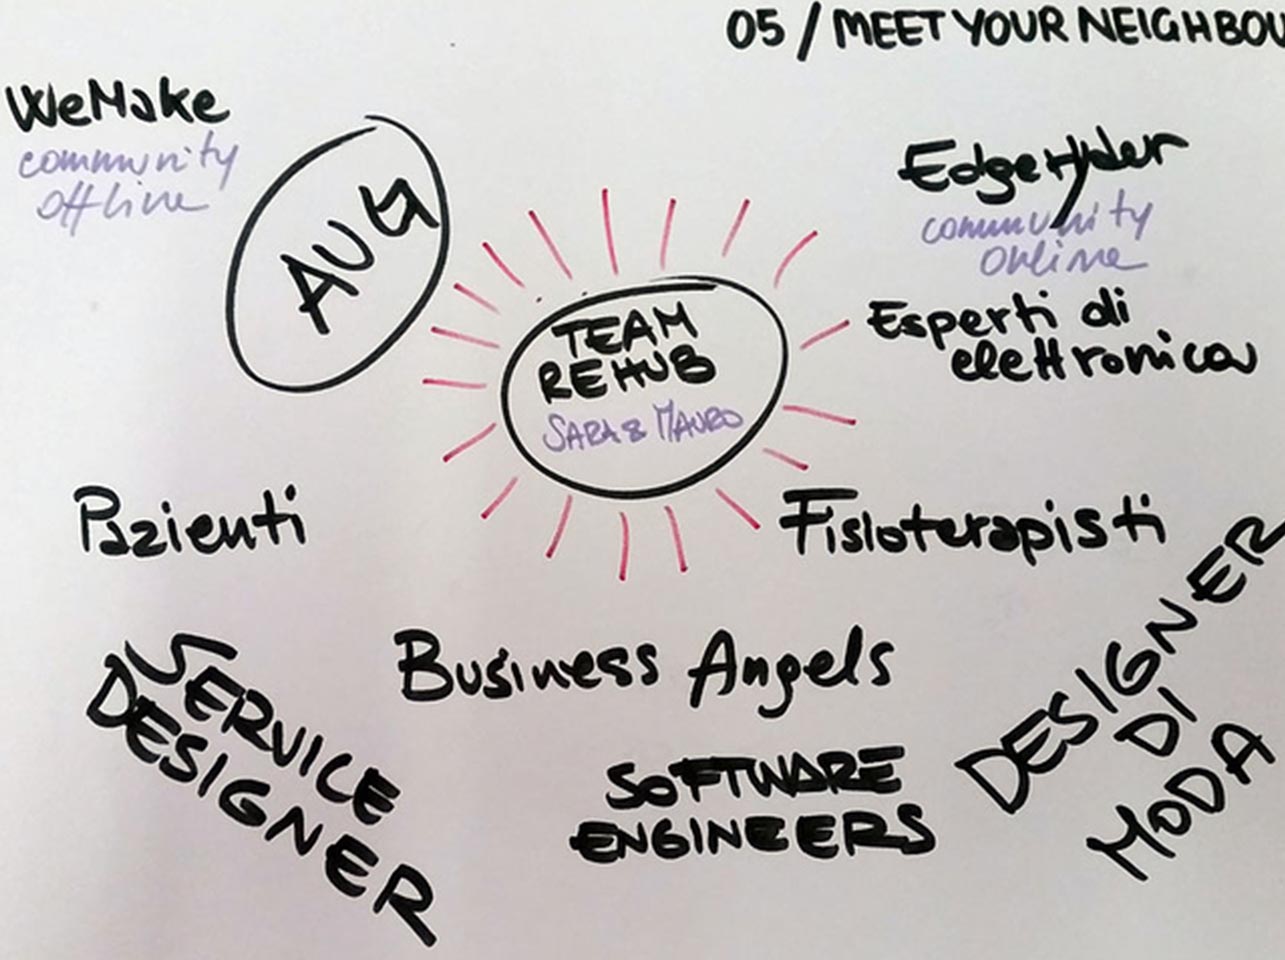 05 / MEET YOUR NEIGHBOU
WeMake
community
offline
AUG
Edgeryder
community
online
Esperti di
elettronica
TEAM
REHUB
SARA & MAURO
Pazienti
Fisioterapisti
Business Angels
SERVICE
DESIGNER
SOFTWARE
ENGINEERS
DESIGNER
DI
MODA